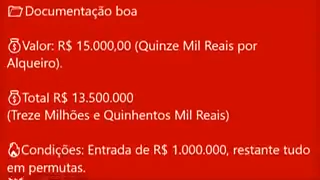 📂Documentação boa
💰Valor: R$ 15.000,00 (Quinze Mil Reais por
Alqueiro).
💰Total R$ 13.500.000
(Treze Milhões e Quinhentos Mil Reais)
🔥Condições: Entrada de R$ 1.000.000, restante tudo
em permutas.